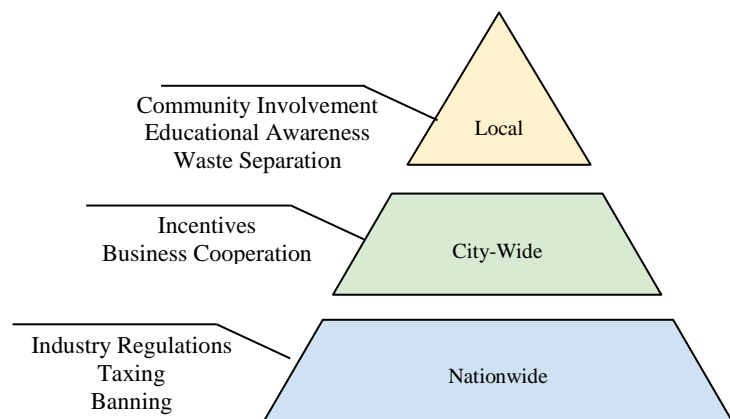 Community Involvement
Educational Awareness
Waste Separation
Local
Incentives
Business Cooperation
City-Wide
Industry Regulations
Taxing
Banning
Nationwide